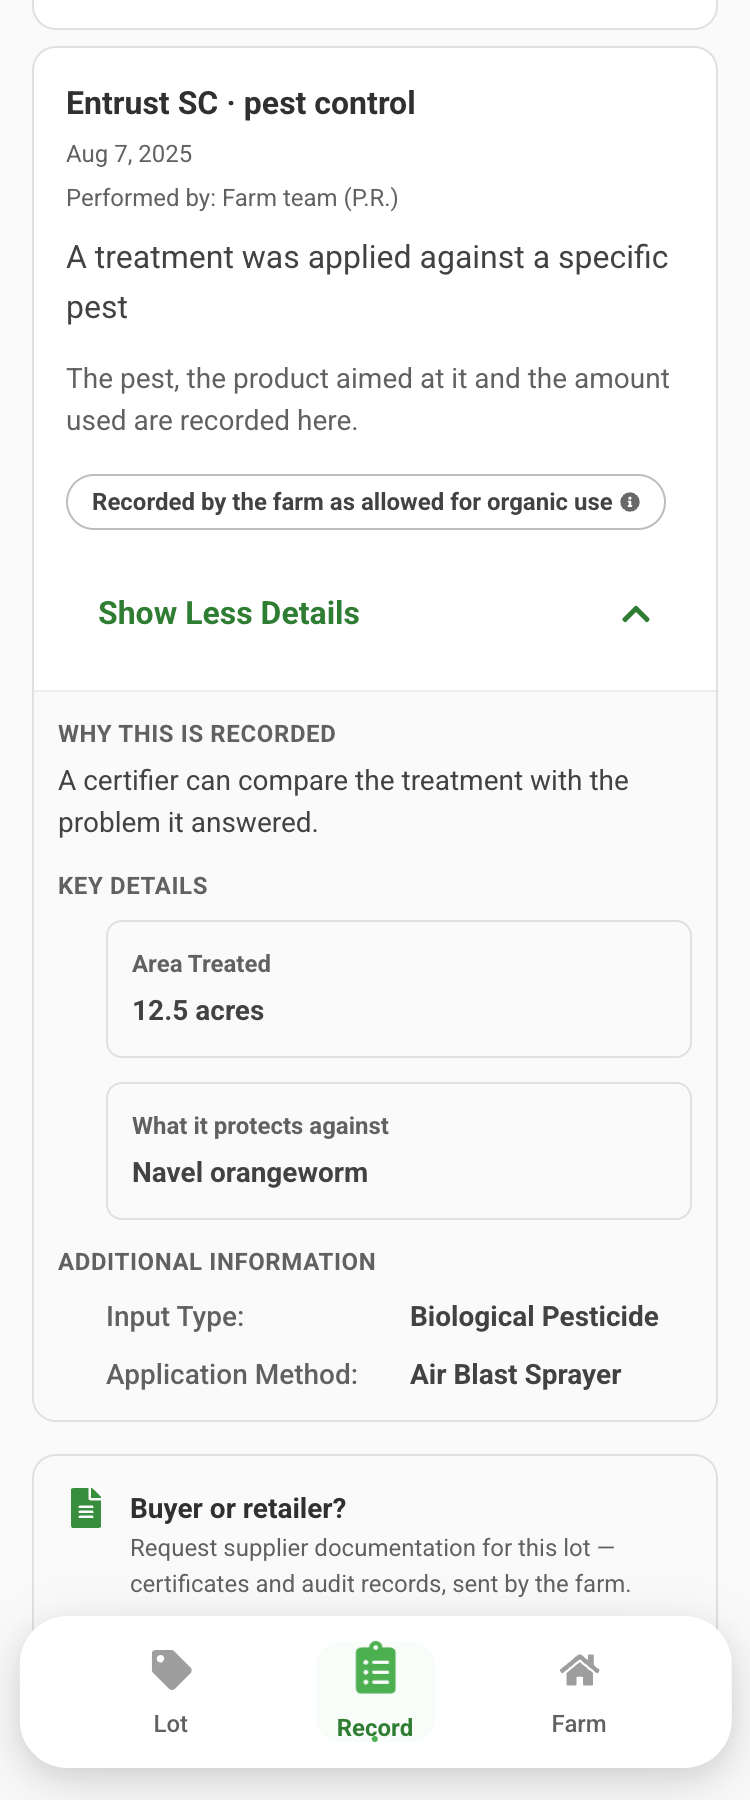 Entrust SC · pest control
Aug 7, 2025
Performed by: Farm team (P.R.)
A treatment was applied against a specific
pest
The pest, the product aimed at it and the amount
used are recorded here.
Recorded by the farm as allowed for organic use
Show Less Details
WHY THIS IS RECORDED
A certifier can compare the treatment with the
problem it answered.
KEY DETAILS
Area Treated
12.5 acres
What it protects against
Navel orangeworm
ADDITIONAL INFORMATION
Input Type: Biological Pesticide
Application Method: Air Blast Sprayer
Buyer or retailer?
Request supplier documentation for this lot —
certificates and audit records, sent by the farm.
Lot Record Farm